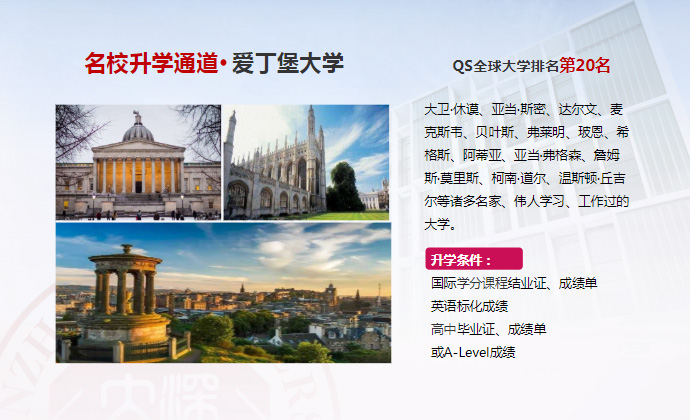 名校升学通道•爱丁堡大学
QS全球大学排名第20名
大卫·休谟、亚当·斯密、达尔文、麦
克斯韦、贝叶斯、弗莱明、玻恩、希
格斯、阿蒂亚、亚当·弗格森、詹姆
斯·莫里斯、柯南·道尔、温斯顿·丘吉
尔等诸多名家、伟人学习、工作过的
大学。
升学条件：
国际学分课程结业证、成绩单
英语标化成绩
高中毕业证、成绩单
或A-Level成绩